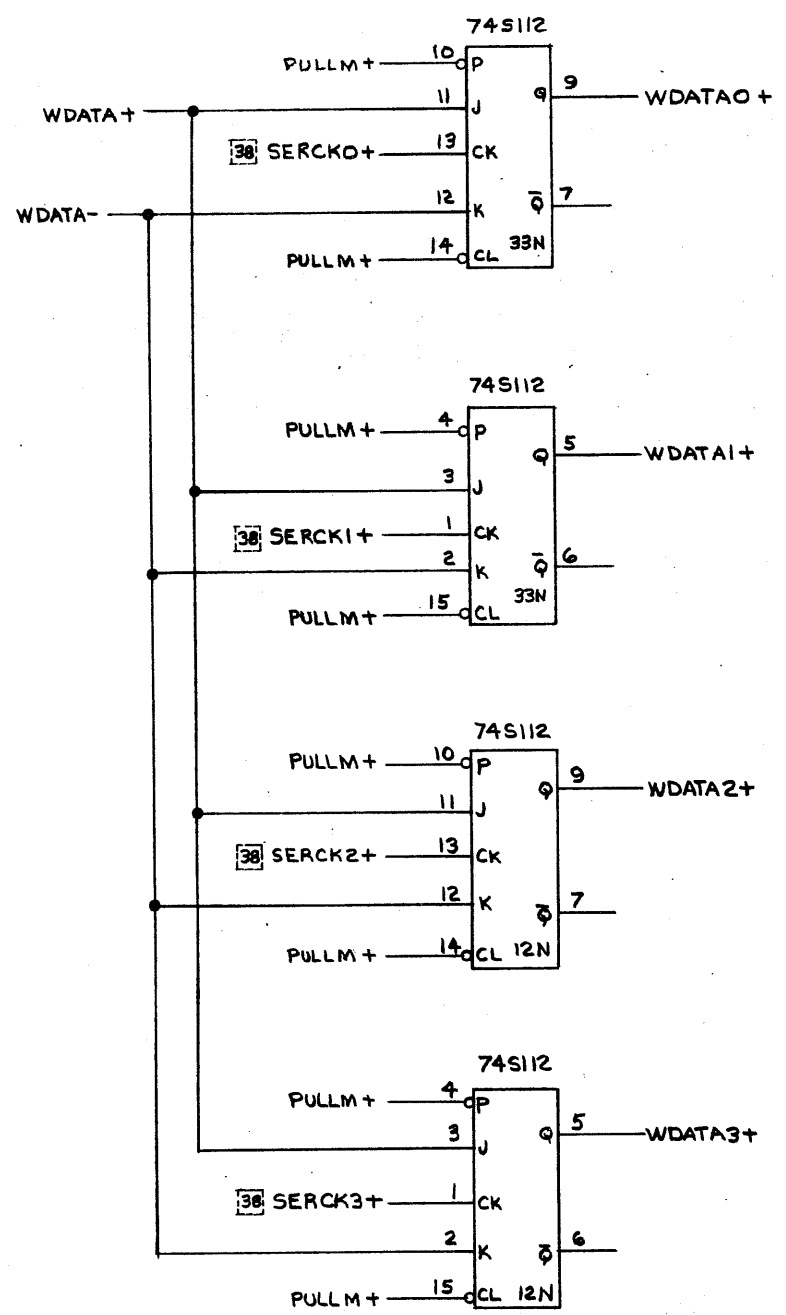 74S112
PULLM+ 10 P
WDATA+ 11 J Q 9 WDATA0+
38 SERCK0+ 13 CK
WDATA- 12 K Q̅ 7
33N
PULLM+ 14 CL
74S112
PULLM+ 4 P
Q 5 WDATA1+
3 J
38 SERCK1+ 1 CK
2 K Q̅ 6
33N
PULLM+ 15 CL
74S112
PULLM+ 10 P
Q 9 WDATA2+
11 J
38 SERCK2+ 13 CK
12 K Q̅ 7
PULLM+ 14 CL 12N
74S112
PULLM+ 4 P
3 J Q 5 WDATA3+
38 SERCK3+ 1 CK
2 K Q̅ 6
PULLM+ 15 CL 12N